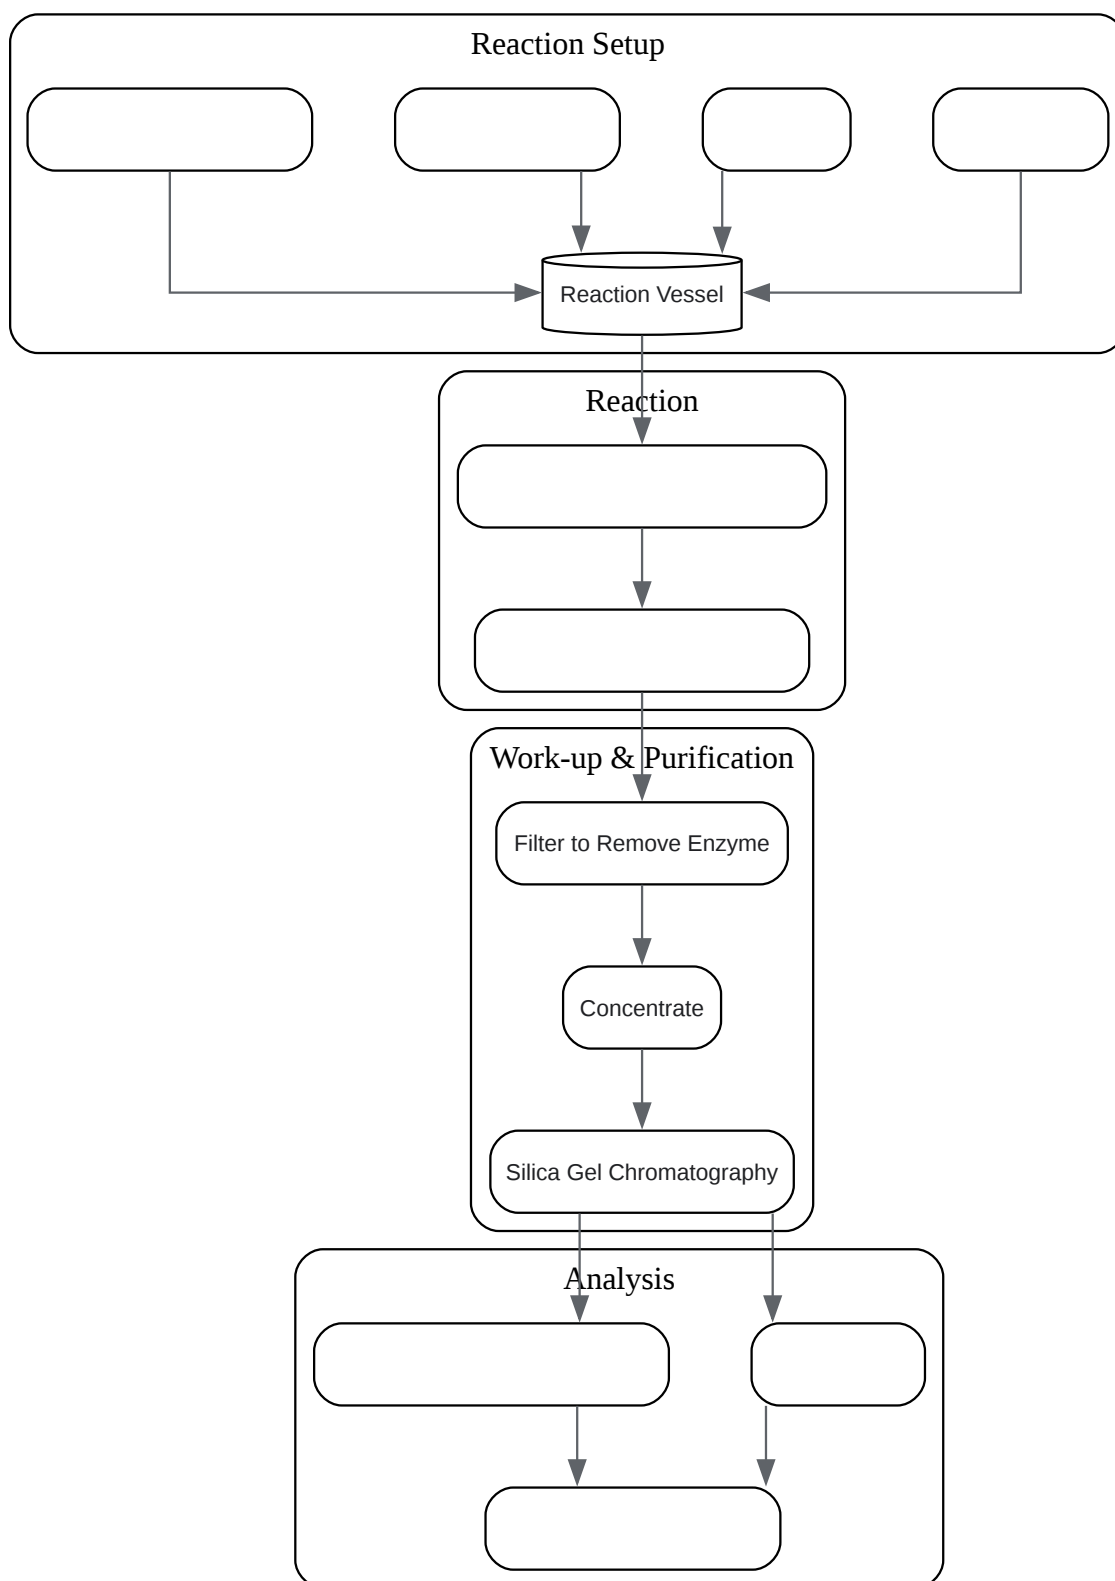 Reaction Setup
Reaction Vessel
Reaction
Work-up & Purification
Filter to Remove Enzyme
Concentrate
Silica Gel Chromatography
Analysis